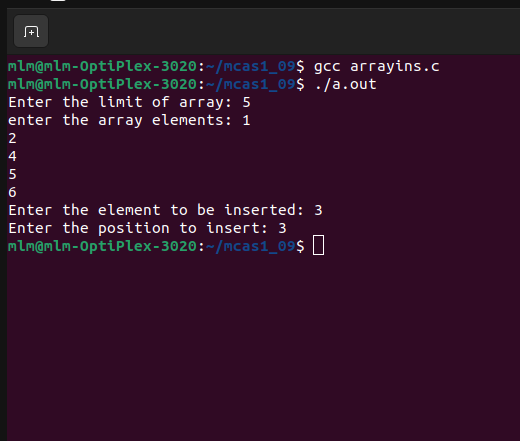 mlm@mlm-OptiPlex-3020:~/mcas1_09$ gcc arrayins.c
mlm@mlm-OptiPlex-3020:~/mcas1_09$ ./a.out
Enter the limit of array: 5
enter the array elements: 1
2
4
5
6
Enter the element to be inserted: 3
Enter the position to insert: 3
mlm@mlm-OptiPlex-3020:~/mcas1_09$